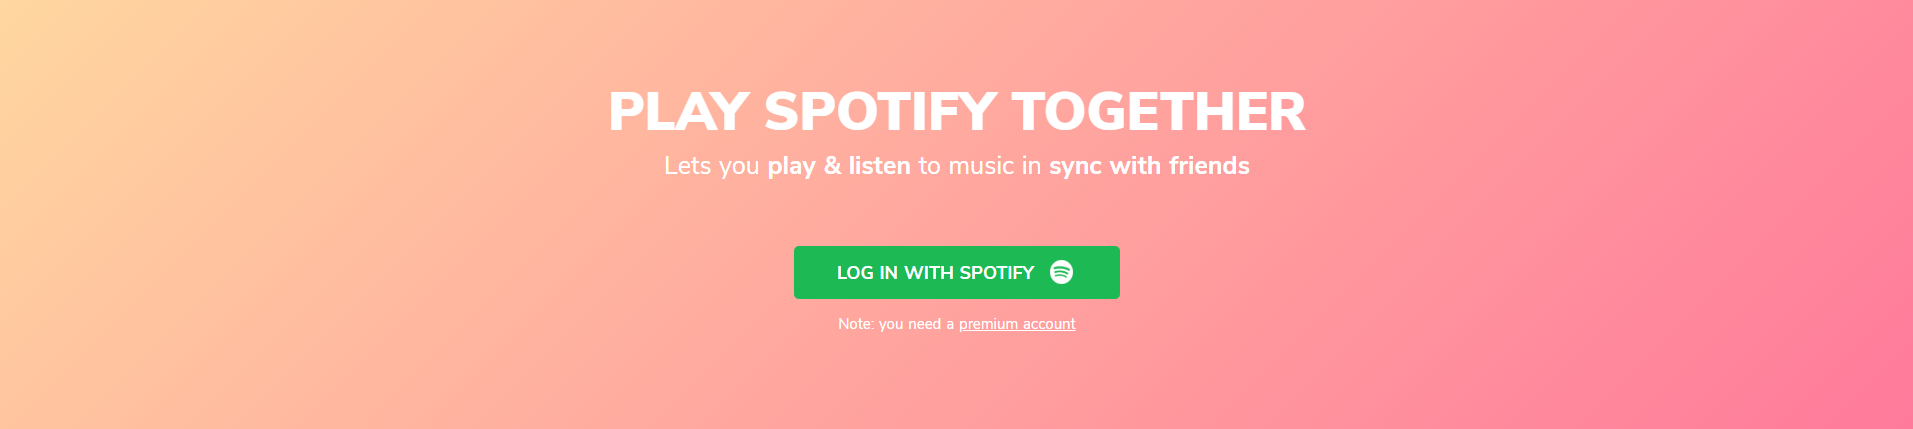 PLAY SPOTIFY TOGETHER
Lets you play & listen to music in sync with friends
LOG IN WITH SPOTIFY
Note: you need a premium account